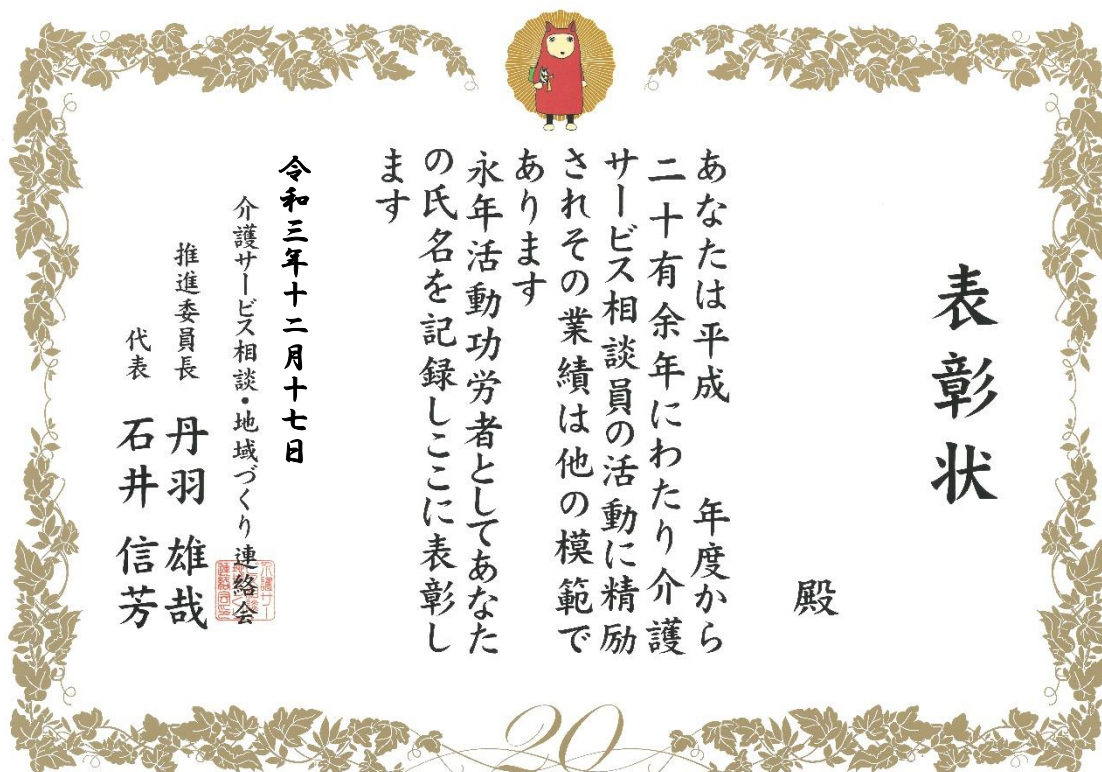 表彰状
殿
あなたは平成　　年度から
二十有余年にわたり介護
サービス相談員の活動に精励
されその業績は他の模範で
あります
永年活動功労者としてあなた
の氏名を記録しここに表彰し
ます
令和三年十二月十七日
介護サービス相談・地域づくり連絡会
推進委員長　丹羽　雄哉
代表　石井　信芳
20